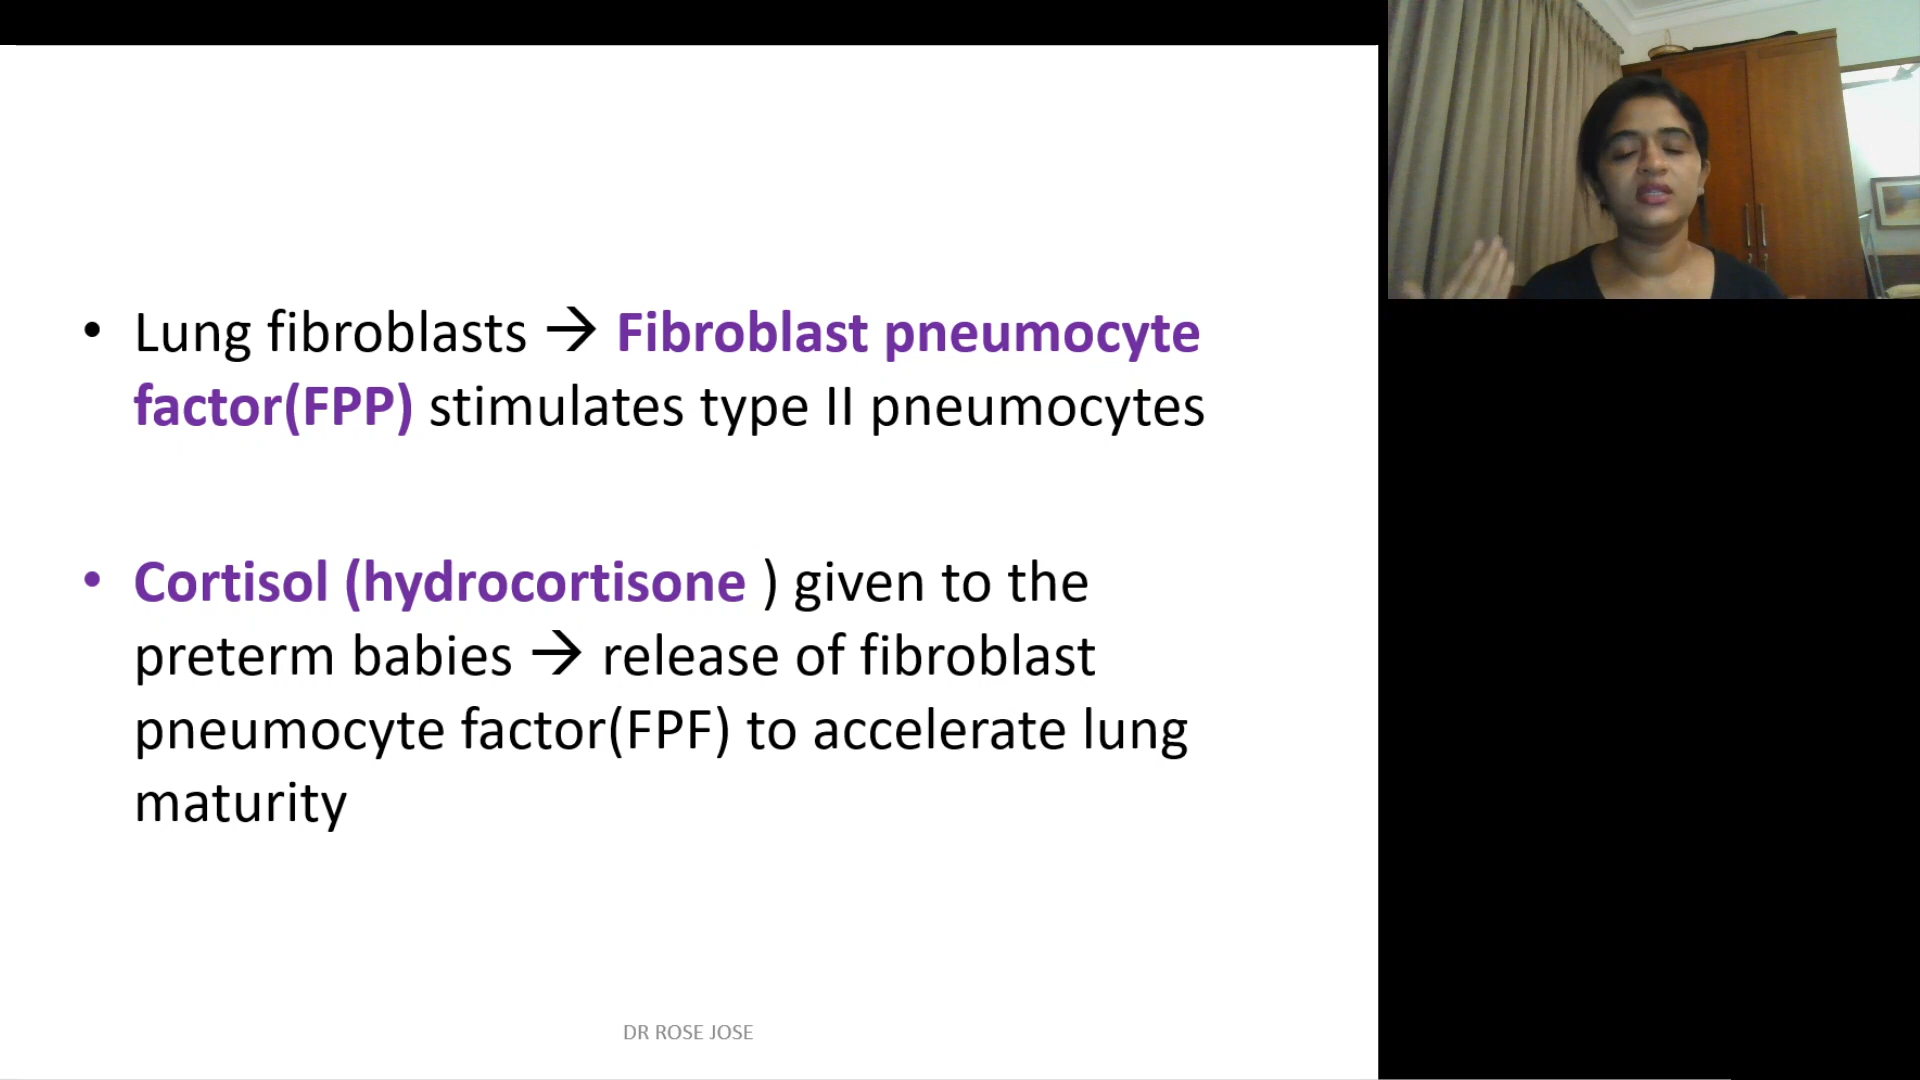 • Lung fibroblasts → Fibroblast pneumocyte
factor(FPP) stimulates type II pneumocytes
• Cortisol (hydrocortisone ) given to the
preterm babies → release of fibroblast
pneumocyte factor(FPF) to accelerate lung
maturity
DR ROSE JOSE